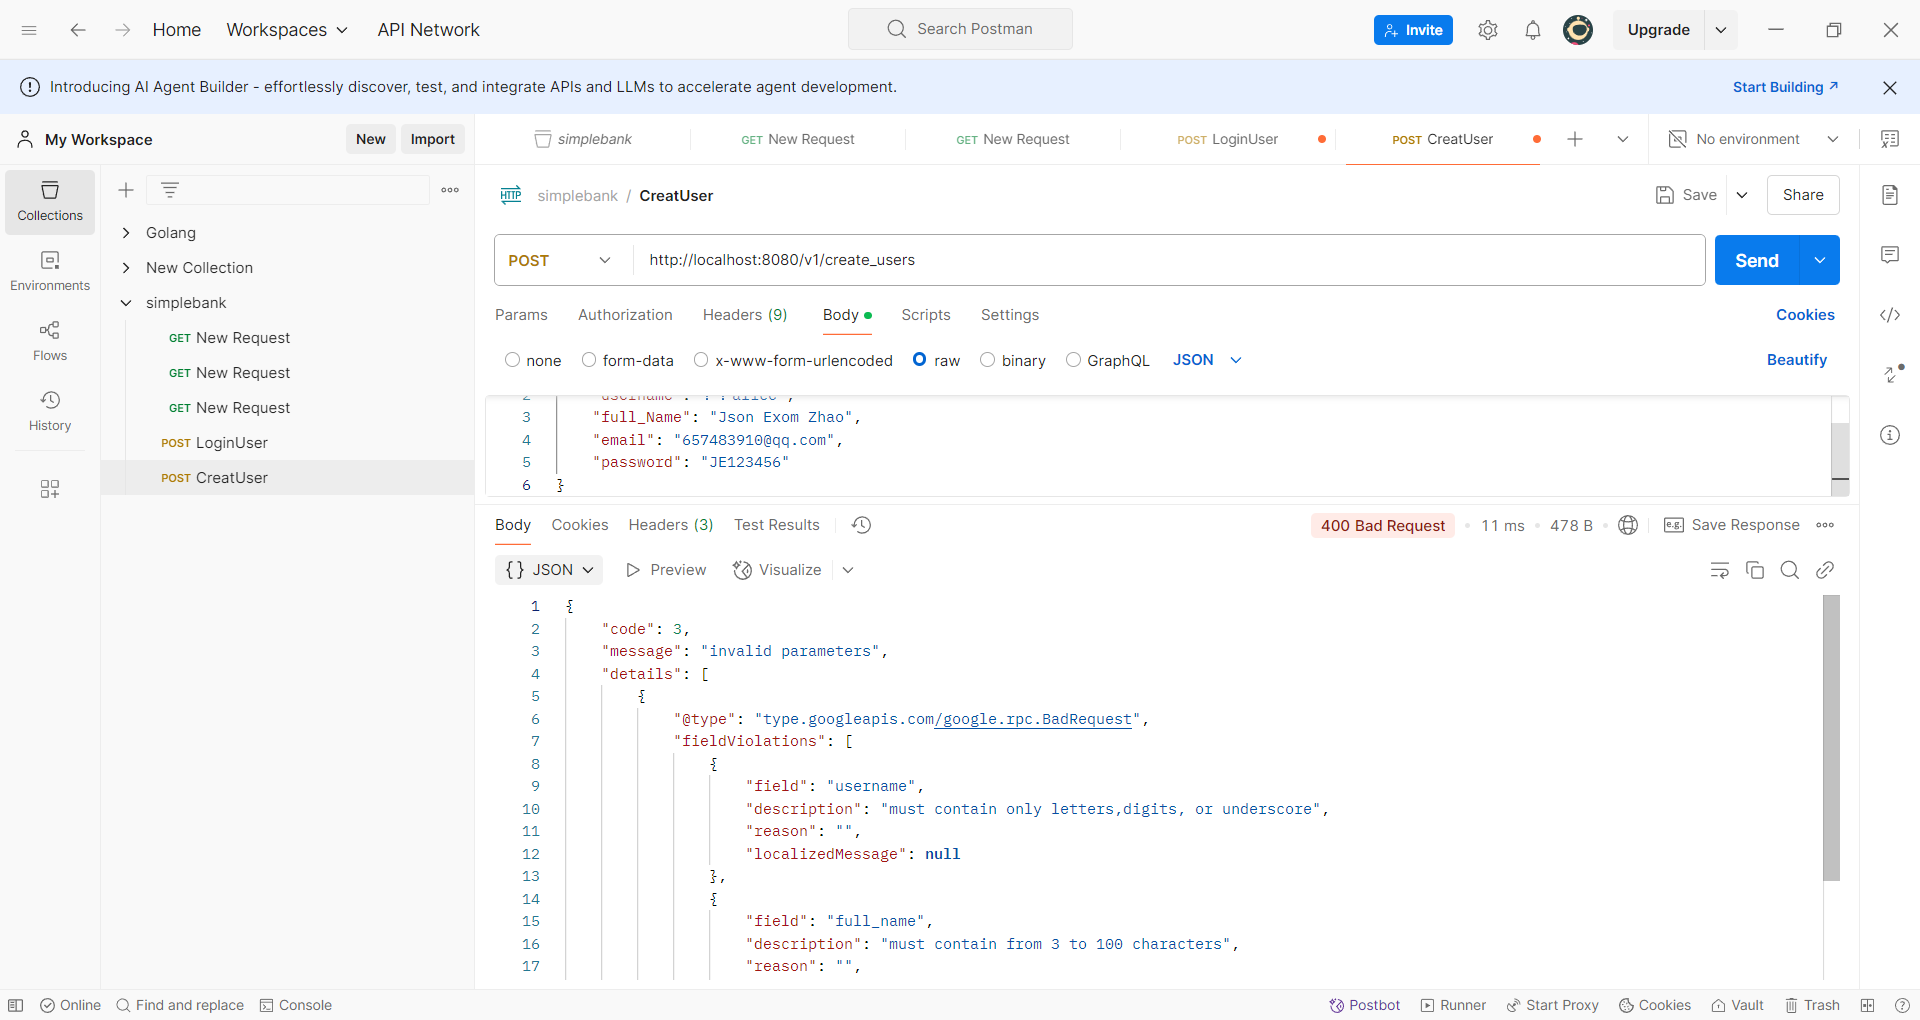 Home Workspaces API Network Search Postman Invite Upgrade
Introducing AI Agent Builder - effortlessly discover, test, and integrate APIs and LLMs to accelerate agent development. Start Building
My Workspace New Import simplebank GET New Request GET New Request POST LoginUser POST CreatUser No environment
Collections
Environments
Flows
History
Golang
New Collection
simplebank
GET New Request
GET New Request
GET New Request
POST LoginUser
POST CreatUser
HTTP simplebank / CreatUser Save Share
POST http://localhost:8080/v1/create_users Send
Params Authorization Headers (9) Body Scripts Settings Cookies
none form-data x-www-form-urlencoded raw binary GraphQL JSON Beautify
3 "full_Name": "Json Exom Zhao",
4 "email": "657483910@qq.com",
5 "password": "JE123456"
6 }
Body Cookies Headers (3) Test Results 400 Bad Request 11 ms 478 B e.g. Save Response
{} JSON Preview Visualize
1 {
2 "code": 3,
3 "message": "invalid parameters",
4 "details": [
5 {
6 "@type": "type.googleapis.com/google.rpc.BadRequest",
7 "fieldViolations": [
8 {
9 "field": "username",
10 "description": "must contain only letters,digits, or underscore",
11 "reason": "",
12 "localizedMessage": null
13 },
14 {
15 "field": "full_name",
16 "description": "must contain from 3 to 100 characters",
17 "reason": "",
Online Find and replace Console Postbot Runner Start Proxy Cookies Vault Trash